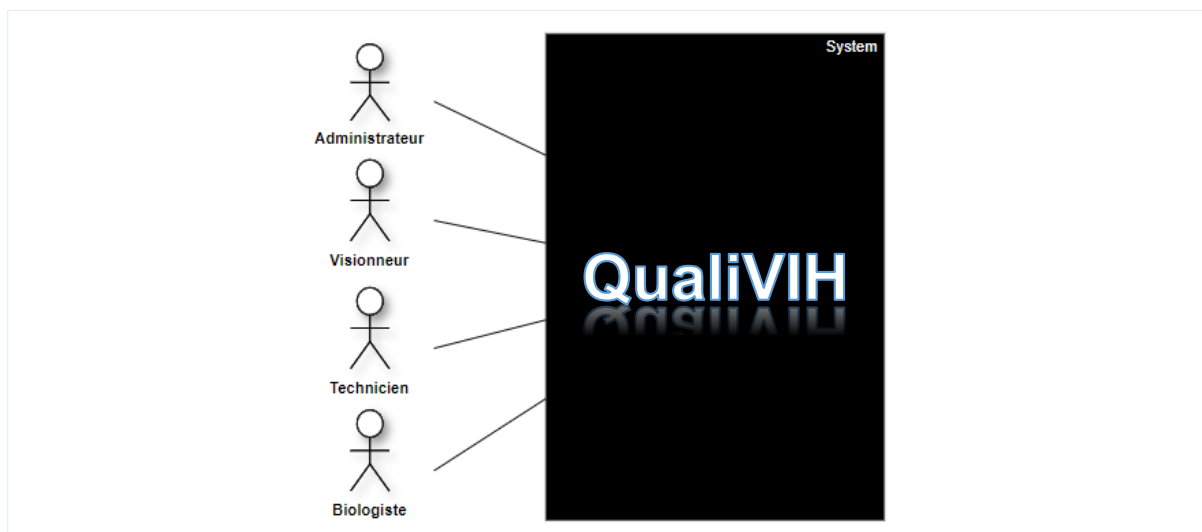 System
Administrateur
Visionneur
QualiVIH
Technicien
Biologiste